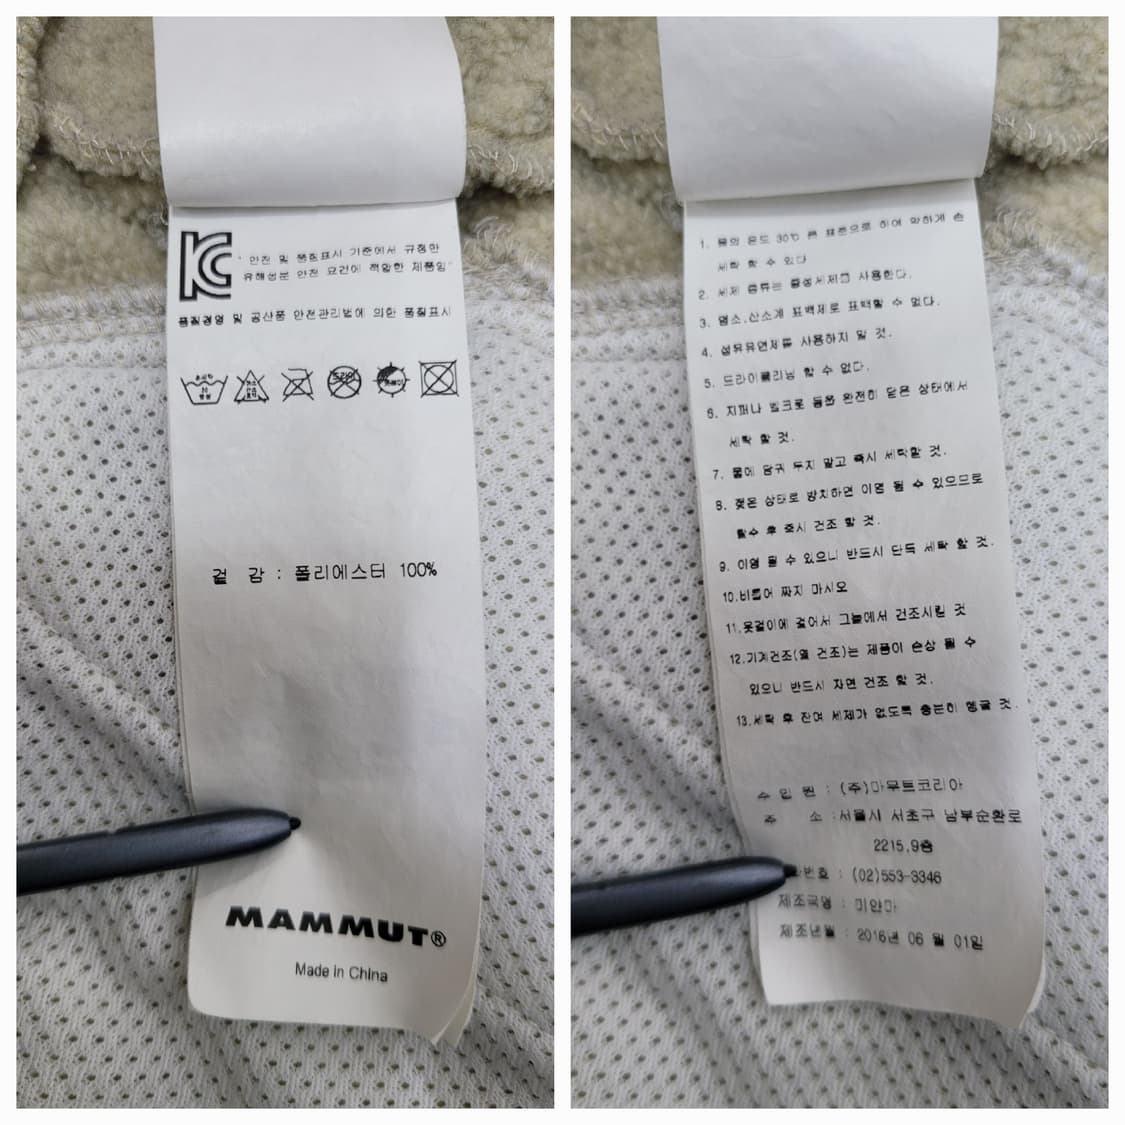 KC
" 안전 및 품질표시 기준에서 규정한
유해성분 안전 요건에 적합한 제품임"
품질경영 및 공산품 안전관리법에 의한 품질표시
약 30℃
중성
드라이
겉 감 : 폴리에스터 100%
MAMMUT®
Made in China
1. 물의 온도 30℃ 를 표준으로 하여 약하게 손
세탁 할 수 있다
2. 세제 종류는 중성세제를 사용한다.
3. 염소,산소계 표백제로 표백할 수 없다.
4. 섬유유연제를 사용하지 말 것.
5. 드라이클리닝 할 수 없다.
6. 지퍼나 벨크로 등을 완전히 닫은 상태에서
세탁 할 것.
7. 물에 담궈 두지 말고 즉시 세탁할 것.
8. 젖은 상태로 방치하면 이염 될 수 있으므로
탈수 후 즉시 건조 할 것.
9. 이염 될 수 있으니 반드시 단독 세탁 할 것.
10.비틀어 짜지 마시오
11.옷걸이에 걸어서 그늘에서 건조시킬 것
12.기계건조(열 건조)는 제품이 손상 될 수
있으니 반드시 자연 건조 할 것.
13.세탁 후 잔여 세제가 없도록 충분히 헹굴 것.
수 입 원 : (주)마무트코리아
주 소 :서울시 서초구 남부순환로
2215,9층
번호 : (02)553-3346
제조국명 : 미얀마
제조년월 : 2016년 06 월 01일